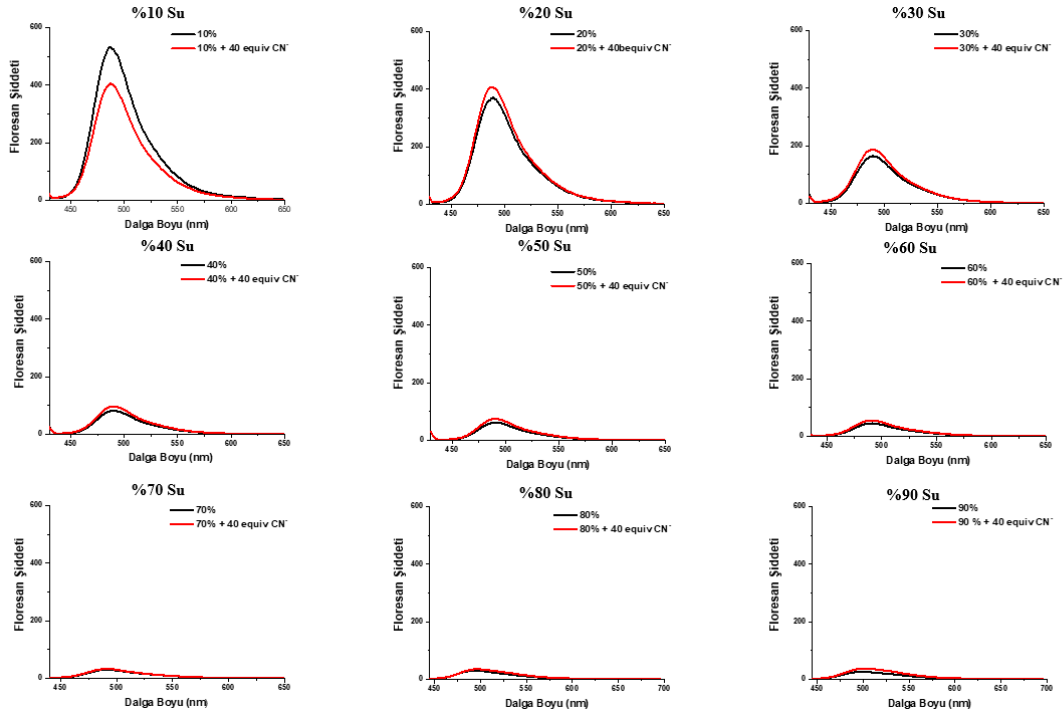 %10 Su
600
400
200
0
450
500
550
600
650
Floresan Şiddeti
Dalga Boyu (nm)
10%
10% + 40 equiv CN⁻
%20 Su
600
400
200
0
450
500
550
600
650
Floresan Şiddeti
Dalga Boyu (nm)
20%
20% + 40bequiv CN⁻
%30 Su
600
400
200
0
450
500
550
600
650
Floresan Şiddeti
Dalga Boyu (nm)
30%
30% + 40 equiv CN⁻
%40 Su
600
400
200
0
450
500
550
600
650
Floresan Şiddeti
Dalga Boyu (nm)
40%
40% + 40 equiv CN⁻
%50 Su
600
400
200
0
450
500
550
600
650
Floresan Şiddeti
Dalga Boyu (nm)
50%
50% + 40 equiv CN⁻
%60 Su
600
400
200
0
450
500
550
600
650
Floresan Şiddeti
Dalga Boyu (nm)
60%
60% + 40 equiv CN⁻
%70 Su
600
400
200
0
450
500
550
600
650
Floresan Şiddeti
Dalga Boyu (nm)
70%
70% + 40 equiv CN⁻
%80 Su
600
400
200
0
450
500
550
600
650
700
Floresan Şiddeti
Dalga Boyu (nm)
80%
80% + 40 equiv CN⁻
%90 Su
600
400
200
0
450
500
550
600
650
700
Floresan Şiddeti
Dalga Boyu (nm)
90%
90 % + 40 equiv CN⁻